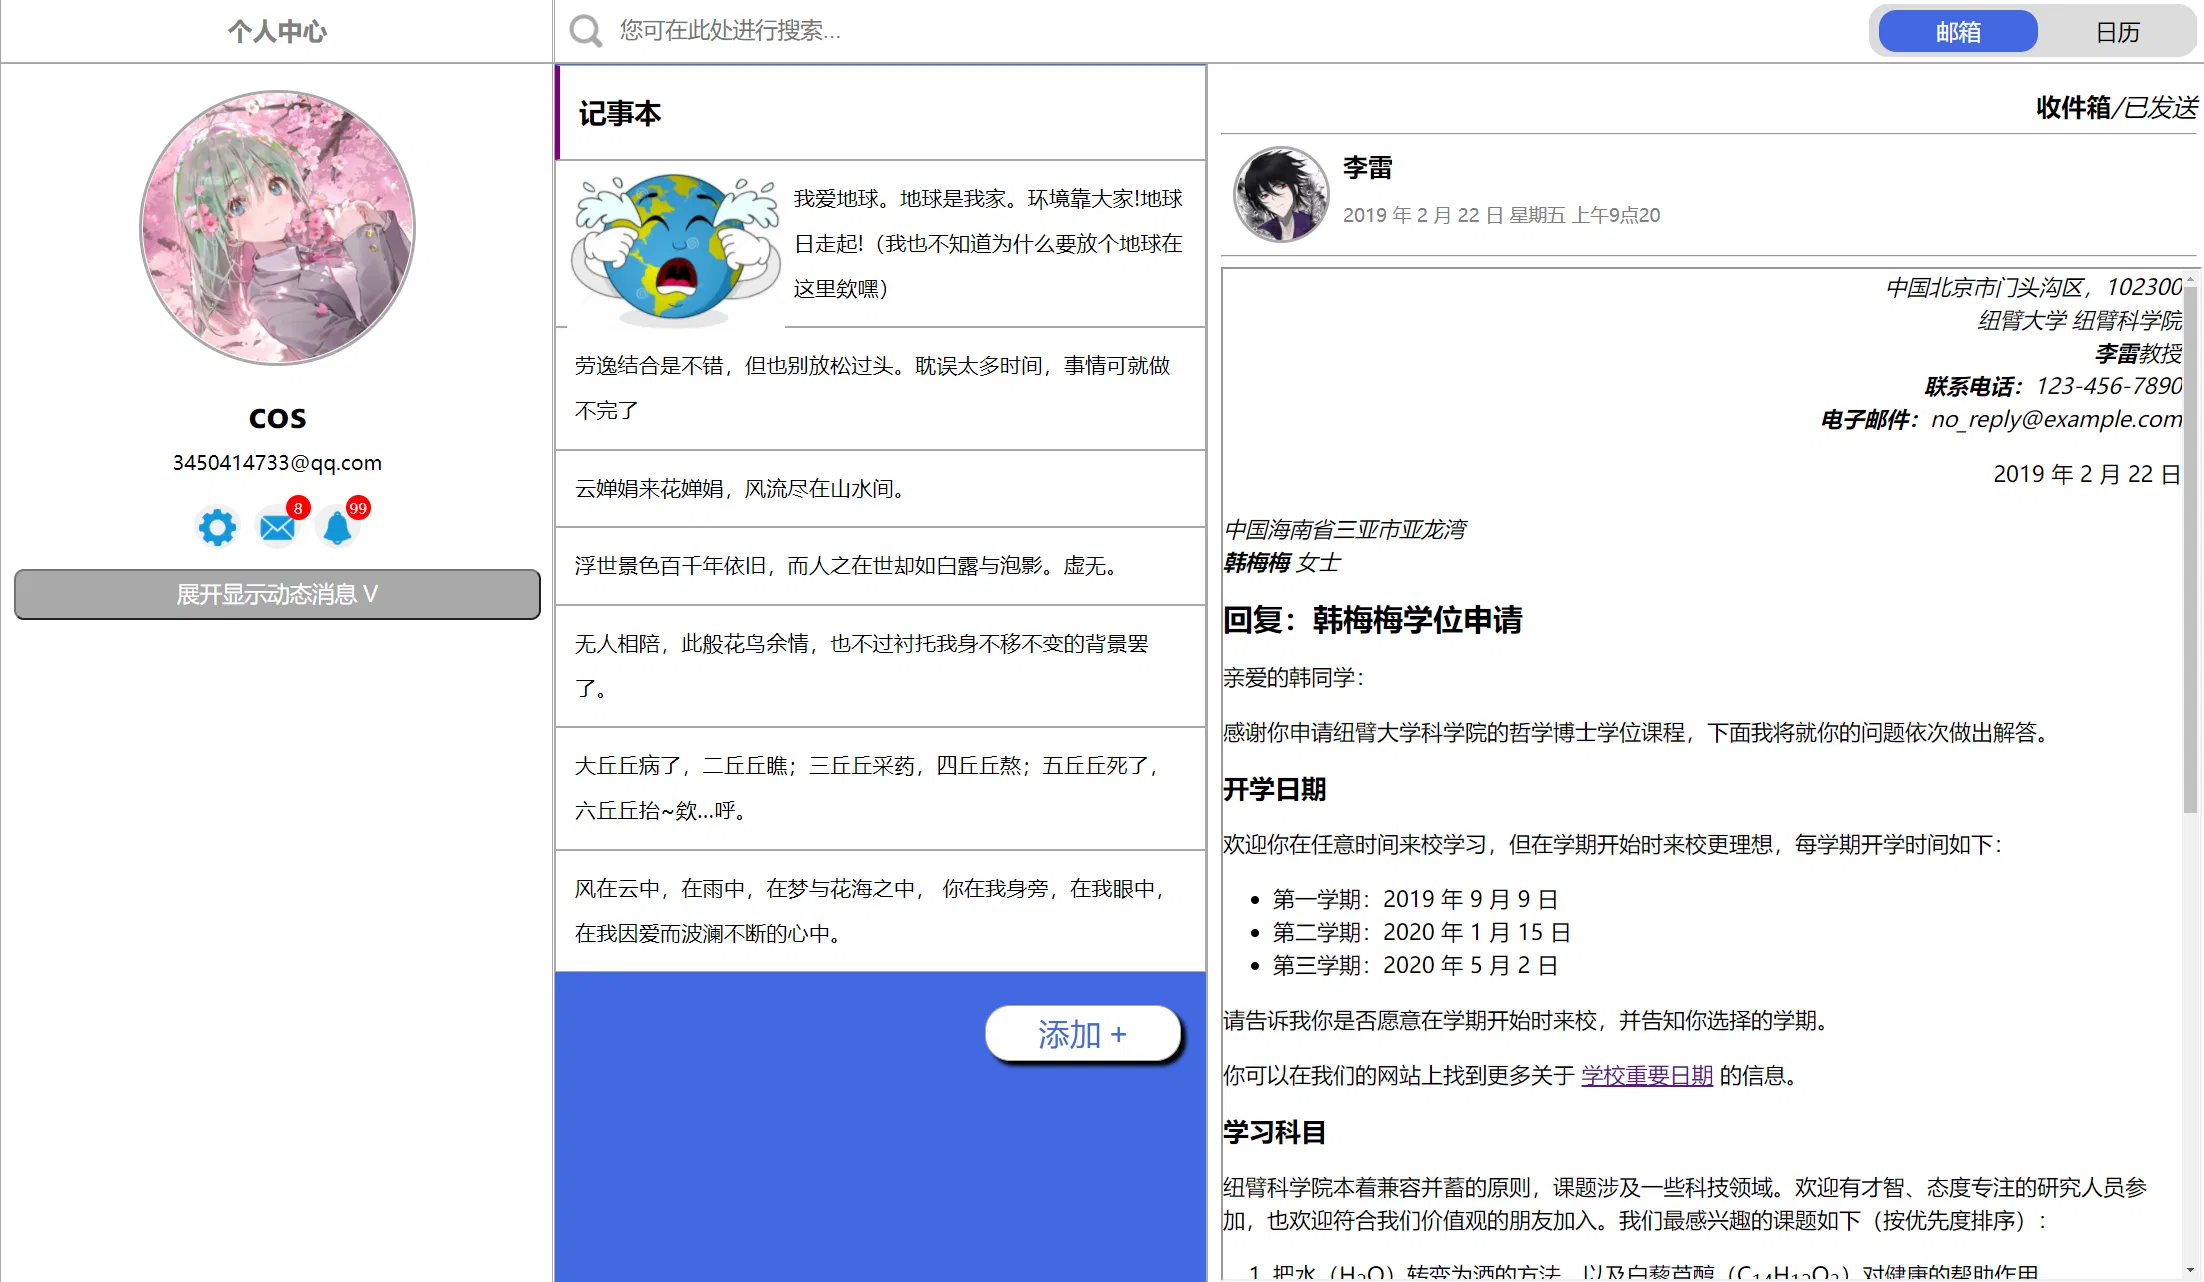 个人中心
您可在此处进行搜索...
邮箱
日历
COS
3450414733@qq.com
8
99
展开显示动态消息 V
记事本
我爱地球。地球是我家。环境靠大家!地球
日走起!（我也不知道为什么要放个地球在
这里欸嘿）
劳逸结合是不错，但也别放松过头。耽误太多时间，事情可就做
不完了
云婵娟来花婵娟，风流尽在山水间。
浮世景色百千年依旧，而人之在世却如白露与泡影。虚无。
无人相陪，此般花鸟余情，也不过衬托我身不移不变的背景罢
了。
大丘丘病了，二丘丘瞧；三丘丘采药，四丘丘熬；五丘丘死了，
六丘丘抬~欸...呼。
风在云中，在雨中，在梦与花海之中， 你在我身旁，在我眼中，
在我因爱而波澜不断的心中。
添加 +
收件箱/已发送
李雷
2019 年 2 月 22 日 星期五 上午9点20
中国北京市门头沟区，102300
纽臂大学 纽臂科学院
李雷教授
联系电话：123-456-7890
电子邮件：no_reply@example.com
2019 年 2 月 22 日
中国海南省三亚市亚龙湾
韩梅梅 女士
回复：韩梅梅学位申请
亲爱的韩同学：
感谢你申请纽臂大学科学院的哲学博士学位课程，下面我将就你的问题依次做出解答。
开学日期
欢迎你在任意时间来校学习，但在学期开始时来校更理想，每学期开学时间如下：
第一学期：2019 年 9 月 9 日
第二学期：2020 年 1 月 15 日
第三学期：2020 年 5 月 2 日
请告诉我你是否愿意在学期开始时来校，并告知你选择的学期。
你可以在我们的网站上找到更多关于 学校重要日期 的信息。
学习科目
纽臂科学院本着兼容并蓄的原则，课题涉及一些科技领域。欢迎有才智、态度专注的研究人员参
加，也欢迎符合我们价值观的朋友加入。我们最感兴趣的课题如下（按优先度排序）：
1. 把水（H₂O）转变为酒的方法，以及白藜芦醇（C₁₄H₁₂O₃）对健康的帮助作用